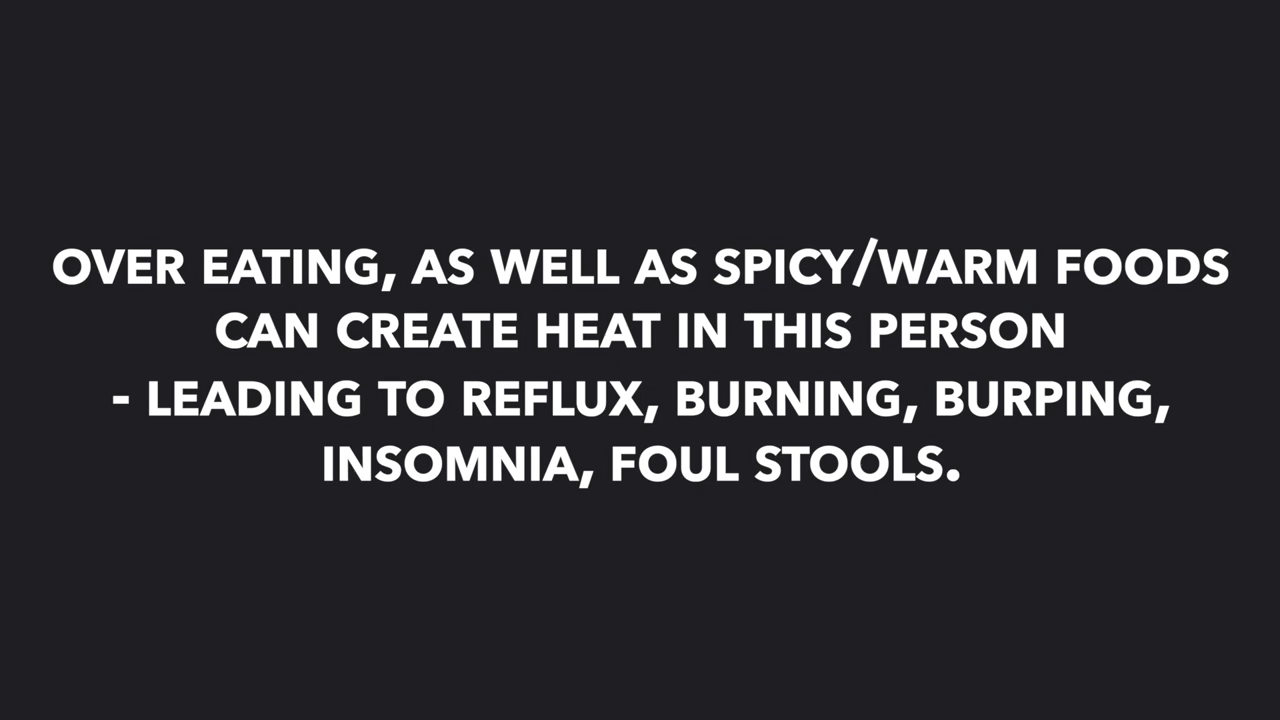 OVER EATING, AS WELL AS SPICY/WARM FOODS
CAN CREATE HEAT IN THIS PERSON
- LEADING TO REFLUX, BURNING, BURPING,
INSOMNIA, FOUL STOOLS.